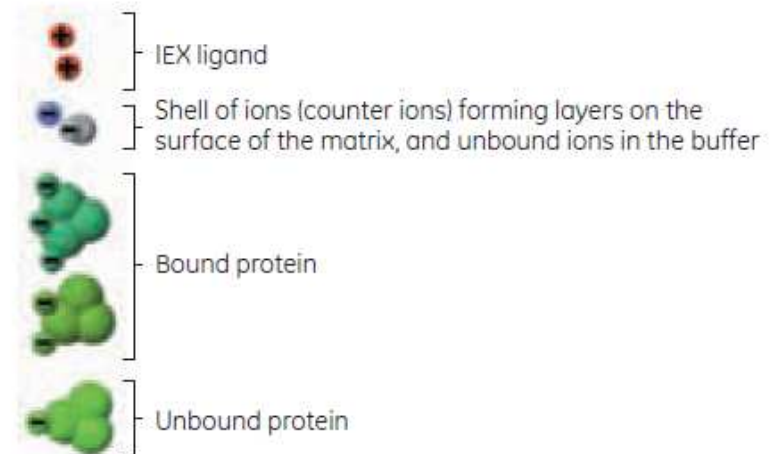 IEX ligand
Shell of ions (counter ions) forming layers on the
surface of the matrix, and unbound ions in the buffer
Bound protein
Unbound protein